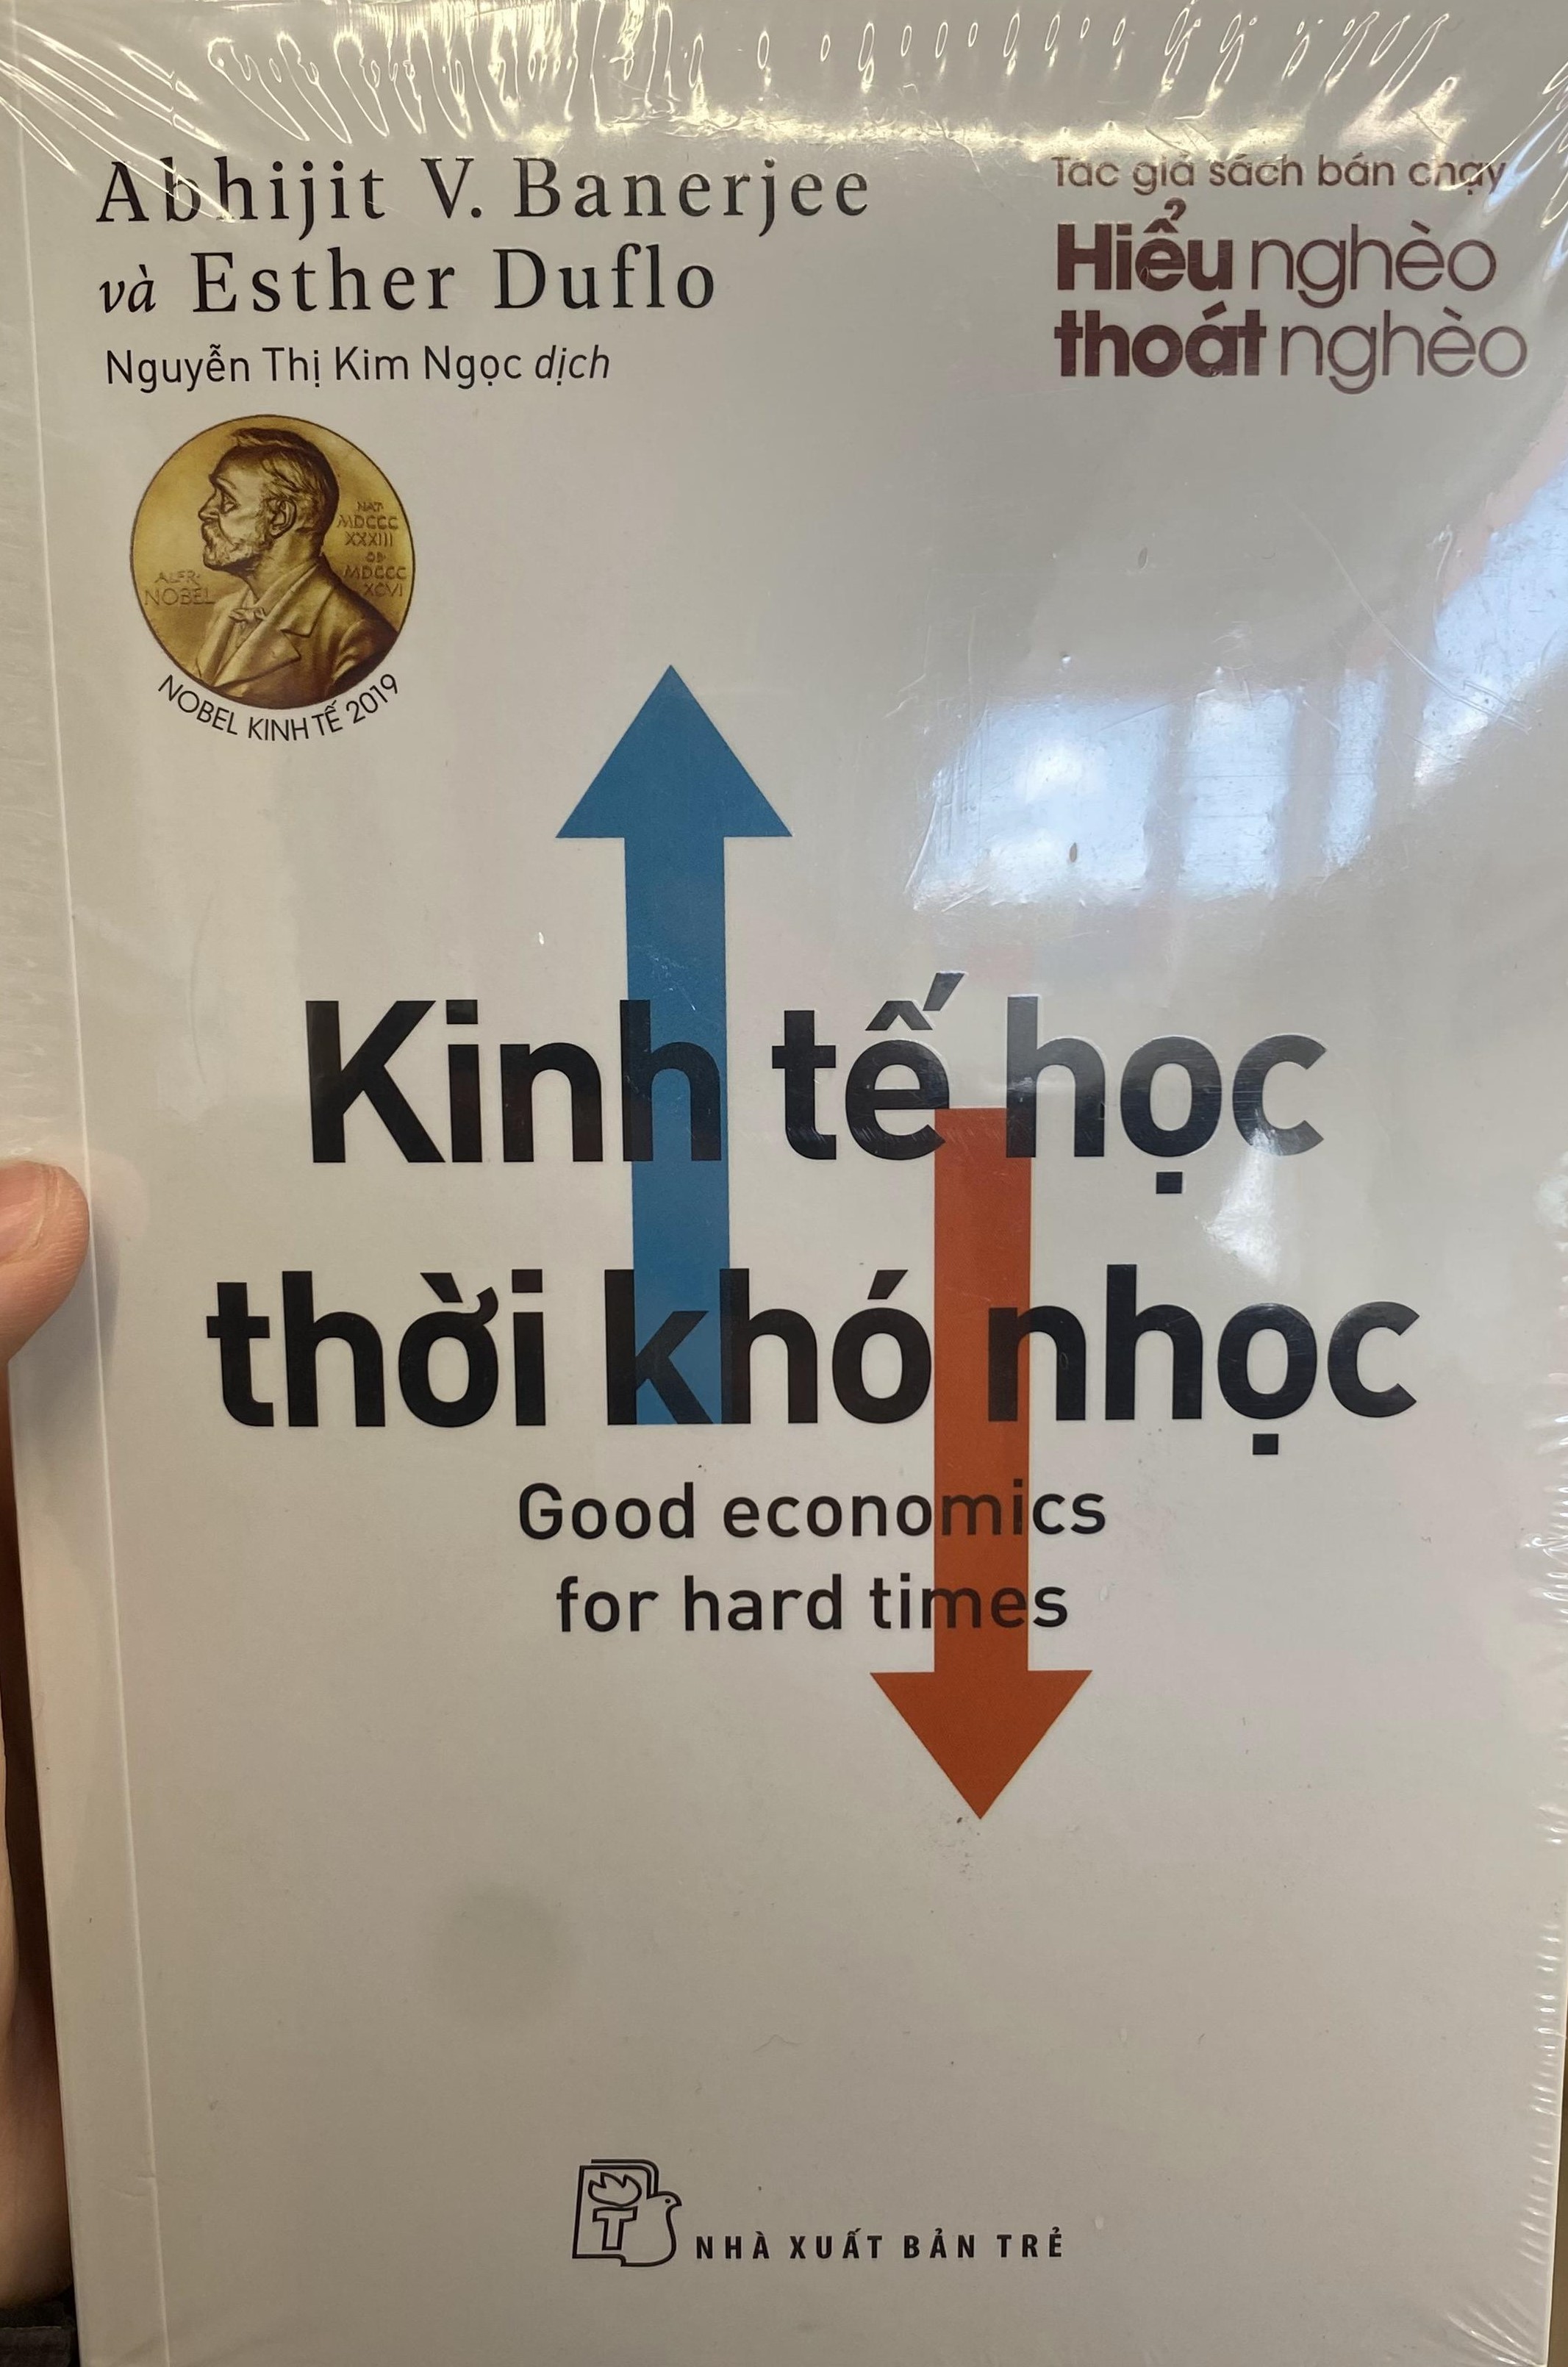 Abhijit V. Banerjee
và Esther Duflo
Nguyễn Thị Kim Ngọc dịch
Tác giả sách bán chạy
Hiểu nghèo
thoát nghèo
ALFR·
NOBEL
NAT·
MDCCC
XXXIII
OB·
MDCCC
XCVI
NOBEL KINH TẾ 2019
Kinh tế học
thời khó nhọc
Good economics
for hard times
T
NHÀ XUẤT BẢN TRẺ